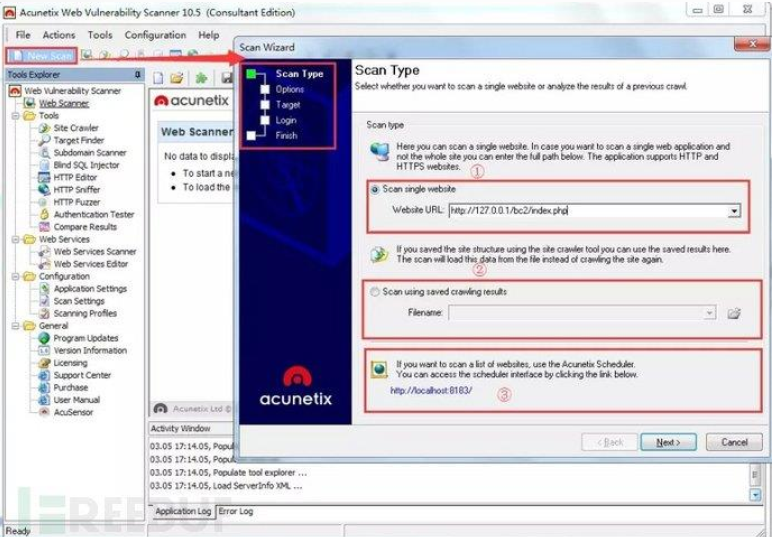 Acunetix Web Vulnerability Scanner 10.5 (Consultant Edition)
File Actions Tools Configuration Help
New Scan
Scan Wizard
Tools Explorer
Web Vulnerability Scanner
Web Scanner
Tools
Site Crawler
Target Finder
Subdomain Scanner
Blind SQL Injector
HTTP Editor
HTTP Sniffer
HTTP Fuzzer
Authentication Tester
Compare Results
Web Services
Web Services Scanner
Web Services Editor
Configuration
Application Settings
Scan Settings
Scanning Profiles
General
Program Updates
Version Information
Licensing
Support Center
Purchase
User Manual
AcuSensor
acunetix
Web Scanner
No data to displa
To start a ne
To load the
Acunetix Ltd ©
Scan Type
Options
Target
Login
Finish
acunetix
Scan Type
Select whether you want to scan a single website or analyze the results of a previous crawl.
Scan type
Here you can scan a single website. In case you want to scan a single web application and
not the whole site you can enter the full path below. The application supports HTTP and
HTTPS websites.
①
Scan single website
Website URL: http://127.0.0.1/bc2/index.php
If you saved the site structure using the site crawler tool you can use the saved results here.
The scan will load this data from the file instead of crawling the site again.
②
Scan using saved crawling results
Filename:
If you want to scan a list of websites, use the Acunetix Scheduler.
You can access the scheduler interface by clicking the link below.
http://localhost:8183/
③
< Back Next > Cancel
Activity Window
03.05 17:14.05, Popul
03.05 17:14.05, Popul
03.05 17:14.05, Populate tool explorer ...
03.05 17:14.05, Load ServerInfo XML ...
Application Log Error Log
FREEBUF
Ready